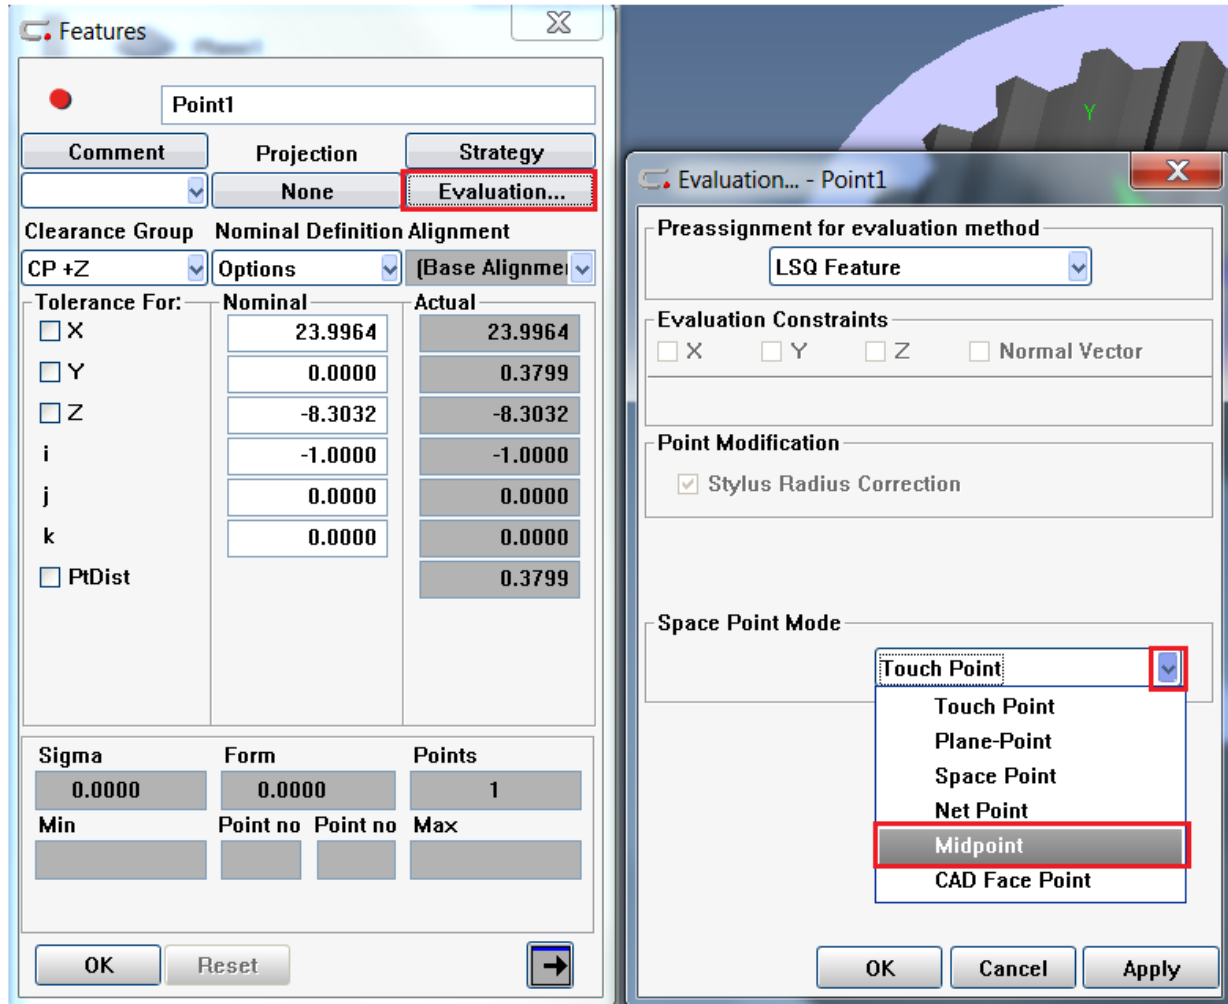 Features
Point1
Comment Projection Strategy
None Evaluation...
Clearance Group Nominal Definition Alignment
CP +Z Options (Base Alignmei
Tolerance For: Nominal Actual
X 23.9964 23.9964
Y 0.0000 0.3799
Z -8.3032 -8.3032
i -1.0000 -1.0000
j 0.0000 0.0000
k 0.0000 0.0000
PtDist 0.3799
Sigma Form Points
0.0000 0.0000 1
Min Point no Point no Max
OK Reset
Y
Evaluation... - Point1
Preassignment for evaluation method
LSQ Feature
Evaluation Constraints
X Y Z Normal Vector
Point Modification
Stylus Radius Correction
Space Point Mode
Touch Point
Touch Point
Plane-Point
Space Point
Net Point
Midpoint
CAD Face Point
OK Cancel Apply